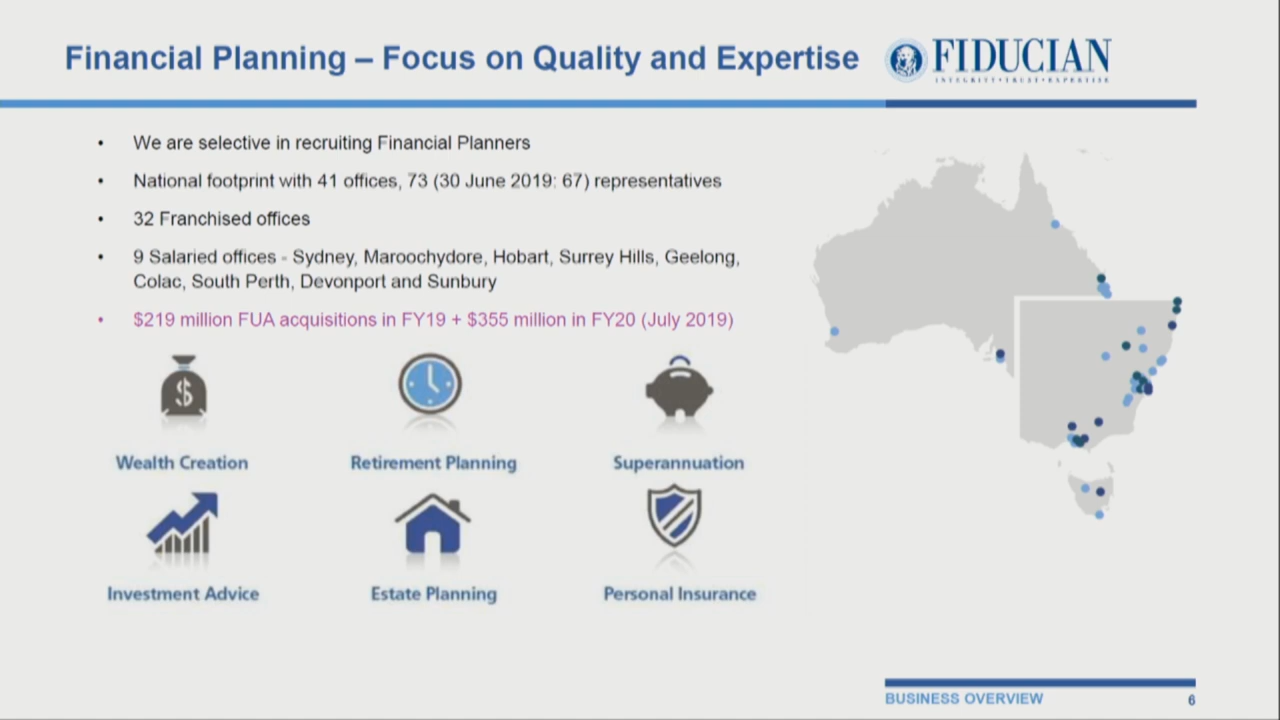 Financial Planning – Focus on Quality and Expertise
FIDUCIAN
INTEGRITY • TRUST • EXPERTISE
• We are selective in recruiting Financial Planners
• National footprint with 41 offices, 73 (30 June 2019: 67) representatives
• 32 Franchised offices
• 9 Salaried offices - Sydney, Maroochydore, Hobart, Surrey Hills, Geelong,
Colac, South Perth, Devonport and Sunbury
• $219 million FUA acquisitions in FY19 + $355 million in FY20 (July 2019)
$
Wealth Creation
Retirement Planning
Superannuation
Investment Advice
Estate Planning
Personal Insurance
BUSINESS OVERVIEW
6